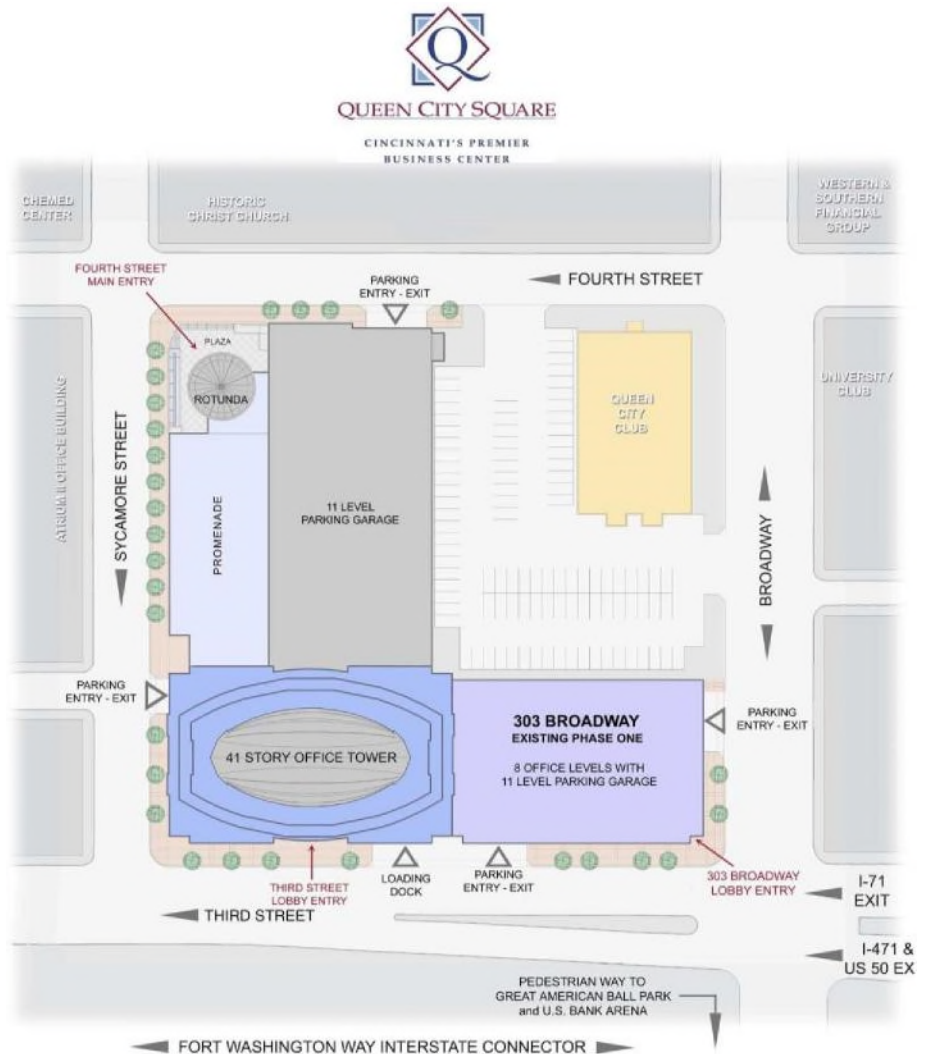 Q
QUEEN CITY SQUARE
CINCINNATI'S PREMIER
BUSINESS CENTER
CHEMED
CENTER
HISTORIC
CHRIST CHURCH
WESTERN &
SOUTHERN
FINANCIAL
GROUP
FOURTH STREET
MAIN ENTRY
PARKING
ENTRY - EXIT
FOURTH STREET
PLAZA
ROTUNDA
QUEEN
CITY
CLUB
UNIVERSITY
CLUB
ATRIUM II OFFICE BUILDING
SYCAMORE STREET
PROMENADE
11 LEVEL
PARKING GARAGE
BROADWAY
PARKING
ENTRY - EXIT
41 STORY OFFICE TOWER
303 BROADWAY
EXISTING PHASE ONE
8 OFFICE LEVELS WITH
11 LEVEL PARKING GARAGE
PARKING
ENTRY - EXIT
THIRD STREET
LOBBY ENTRY
LOADING
DOCK
PARKING
ENTRY - EXIT
303 BROADWAY
LOBBY ENTRY
I-71
EXIT
THIRD STREET
I-471 &
US 50 EX
PEDESTRIAN WAY TO
GREAT AMERICAN BALL PARK
and U.S. BANK ARENA
FORT WASHINGTON WAY INTERSTATE CONNECTOR